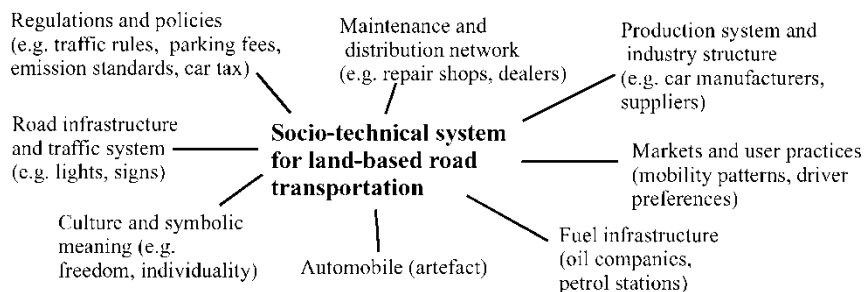 Regulations and policies
(e.g. traffic rules, parking fees,
emission standards, car tax)
Maintenance and
distribution network
(e.g. repair shops, dealers)
Production system and
industry structure
(e.g. car manufacturers,
suppliers)
Road infrastructure
and traffic system
(e.g. lights, signs)
Socio-technical system
for land-based road
transportation
Markets and user practices
(mobility patterns, driver
preferences)
Culture and symbolic
meaning (e.g.
freedom, individuality)
Automobile (artefact)
Fuel infrastructure
(oil companies,
petrol stations)